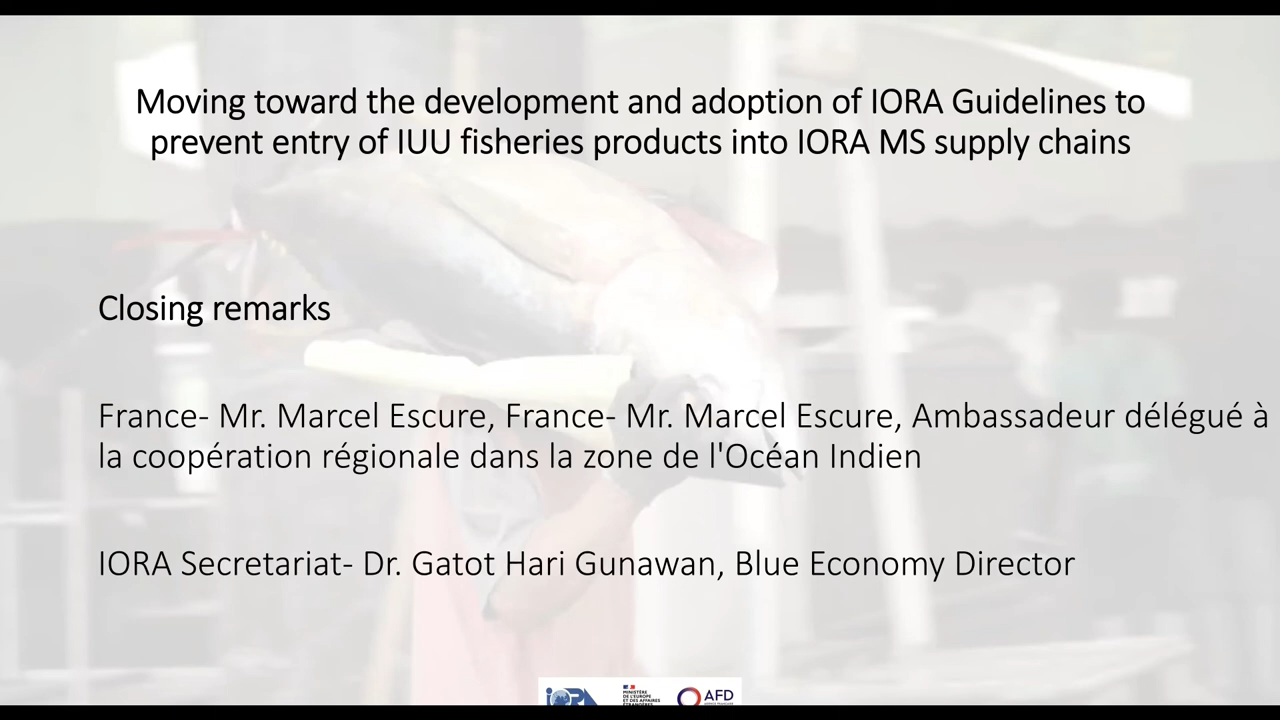 Moving toward the development and adoption of IORA Guidelines to
prevent entry of IUU fisheries products into IORA MS supply chains
Closing remarks
France- Mr. Marcel Escure, France- Mr. Marcel Escure, Ambassadeur délégué à
la coopération régionale dans la zone de l'Océan Indien
IORA Secretariat- Dr. Gatot Hari Gunawan, Blue Economy Director
IORA
MINISTÈRE
DE L'EUROPE
ET DES AFFAIRES
ÉTRANGÈRES
AFD